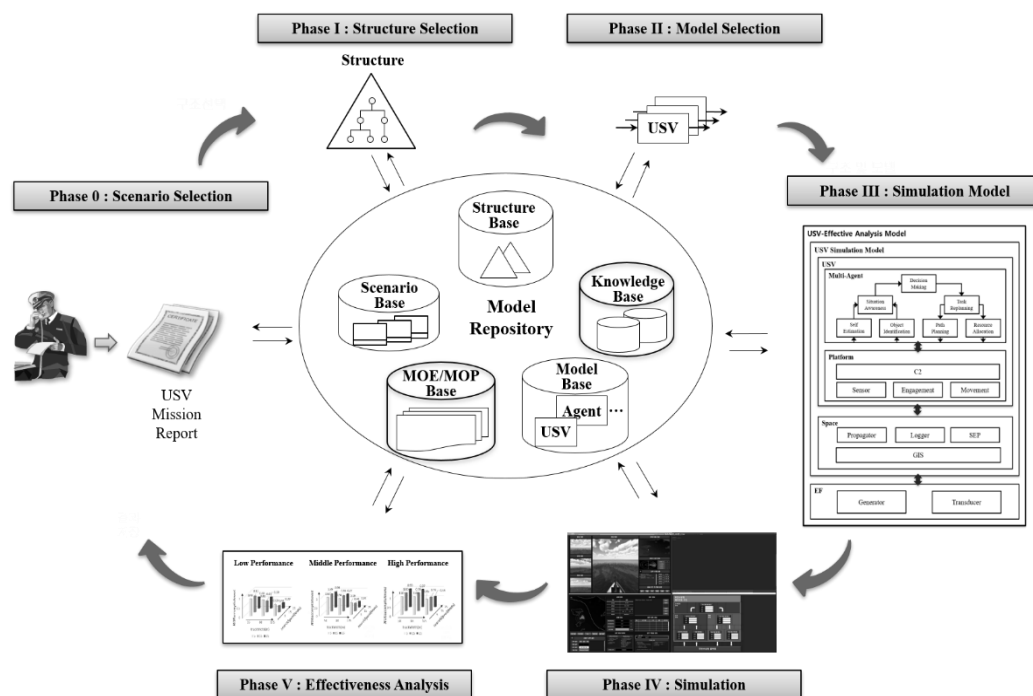 Phase I : Structure Selection
Phase II : Model Selection
Structure
USV
Phase 0 : Scenario Selection
Phase III : Simulation Model
Structure
Base
Scenario
Base
Knowledge
Base
Model
Repository
MOE/MOP
Base
Model
Base
Agent
...
USV
USV
Mission
Report
USV-Effective Analysis Model
USV Simulation Model
USV
Multi-Agent
Decision
Making
Situation
Awareness
Task
Replanning
Self
Estimation
Object
Identification
Path
Planning
Resource
Allocation
Platform
C2
Sensor
Engagement
Movement
Space
Propagator
Logger
SEP
GIS
EF
Generator
Transducer
Low Performance
Middle Performance
High Performance
Phase V : Effectiveness Analysis
Phase IV : Simulation